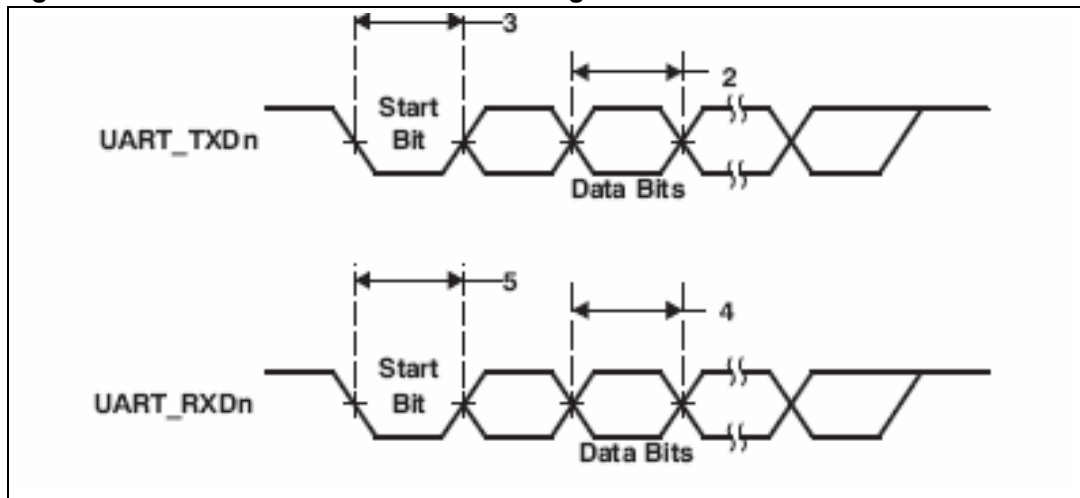 3
2
Start
Bit
UART_TXDn
Data Bits
5
4
Start
Bit
UART_RXDn
Data Bits